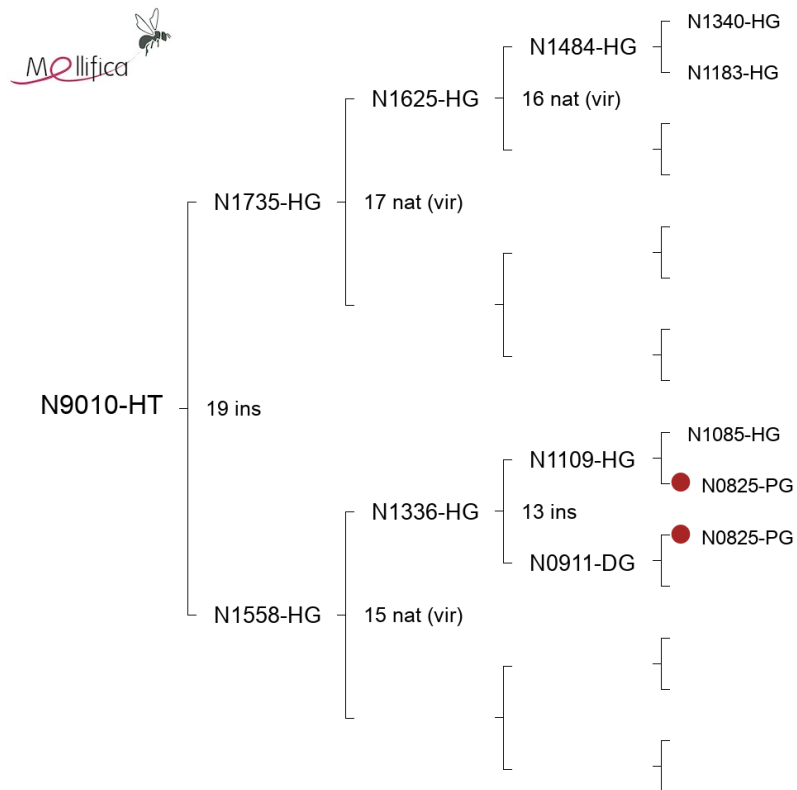 Mellifica
N1340-HG
N1484-HG
N1183-HG
N1625-HG
16 nat (vir)
N1735-HG
17 nat (vir)
N9010-HT
19 ins
N1085-HG
N1109-HG
N0825-PG
N1336-HG
13 ins
N0825-PG
N0911-DG
N1558-HG
15 nat (vir)